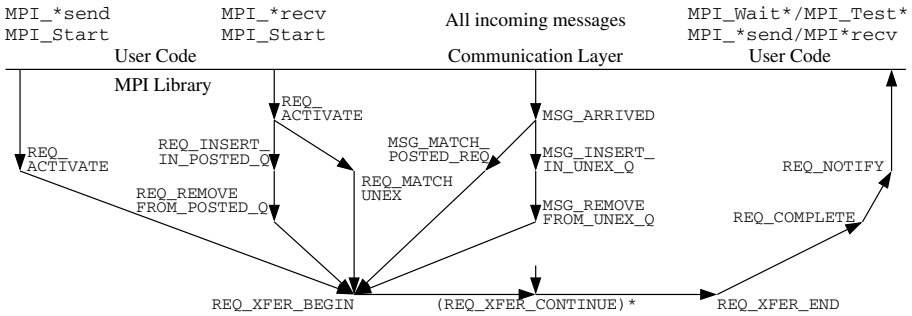 MPI_*send MPI_*recv All incoming messages MPI_Wait*/MPI_Test*
MPI_Start MPI_Start MPI_*send/MPI*recv
User Code Communication Layer User Code
MPI Library
REQ_
ACTIVATE
MSG_ARRIVED
REQ_
ACTIVATE
REQ_INSERT_
IN_POSTED_Q
REQ_MATCH
UNEX
MSG_MATCH_
POSTED_REQ
MSG_INSERT_
IN_UNEX_Q
REQ_NOTIFY
REQ_REMOVE
FROM_POSTED_Q
MSG_REMOVE
FROM_UNEX_Q
REQ_COMPLETE
REQ_XFER_BEGIN (REQ_XFER_CONTINUE)* REQ_XFER_END